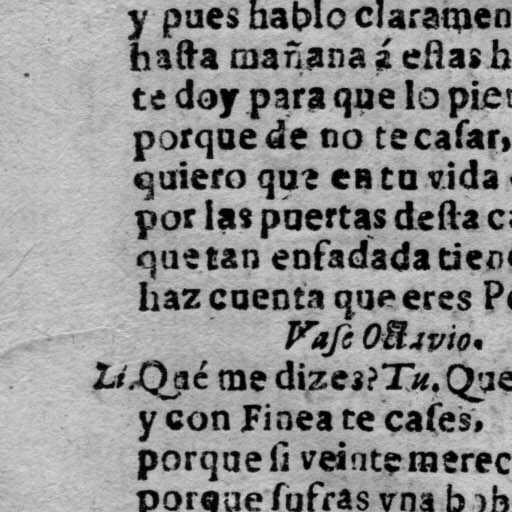 y pues hablo claramen
haſta mañana á eſtas h
te doy para que lo pien
porque de no te caſar,
quiero que en tu vida
por las puertas deſta ca
que tan enfadada tiene
haz cuenta que eres Po
Vaſe Octavio.
Li. Qué me dizes? Tu. Que
y con Finea te caſes,
porque ſi veinte merec
porque ſufras vna bob